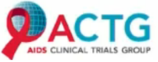 ACTG
AIDS CLINICAL TRIALS GROUP